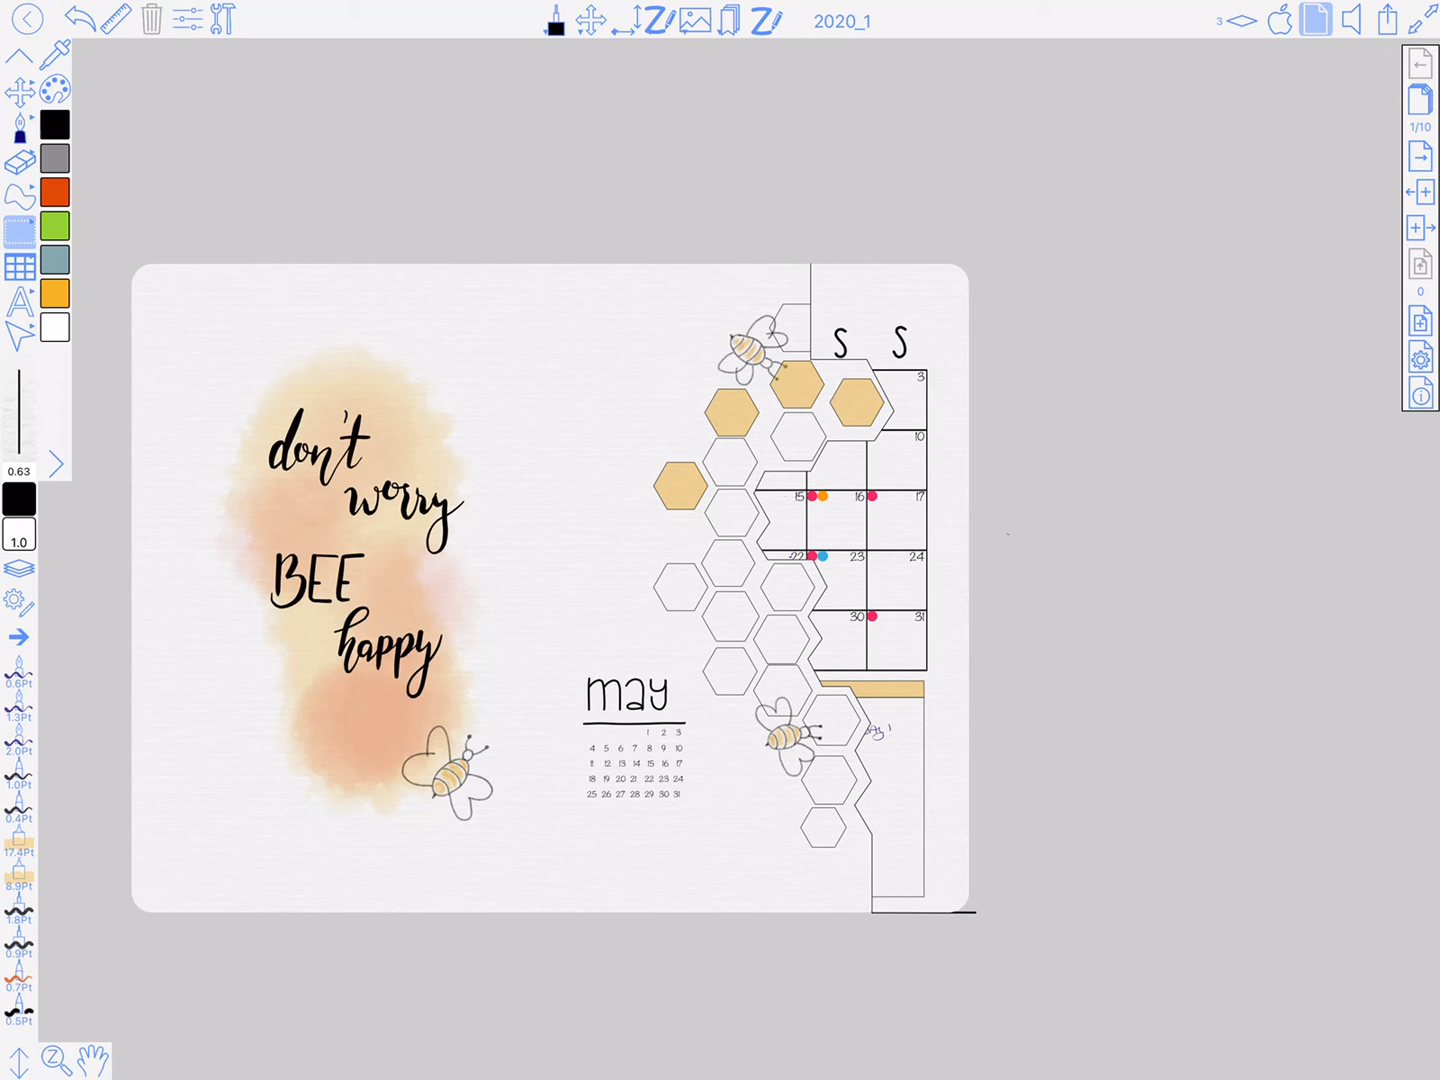 2020_1
3
1/10
0
0.63
1.0
0.6Pt
1.3Pt
2.0Pt
1.0Pt
0.4Pt
17.4Pt
8.9Pt
1.8Pt
0.9Pt
0.7Pt
0.5Pt
don't
worry
BEE
happy
may
1 2 3
4 5 6 7 8 9 10
11 12 13 14 15 16 17
18 19 20 21 22 23 24
25 26 27 28 29 30 31
S S
3
10
15 16 17
22 23 24
30 31